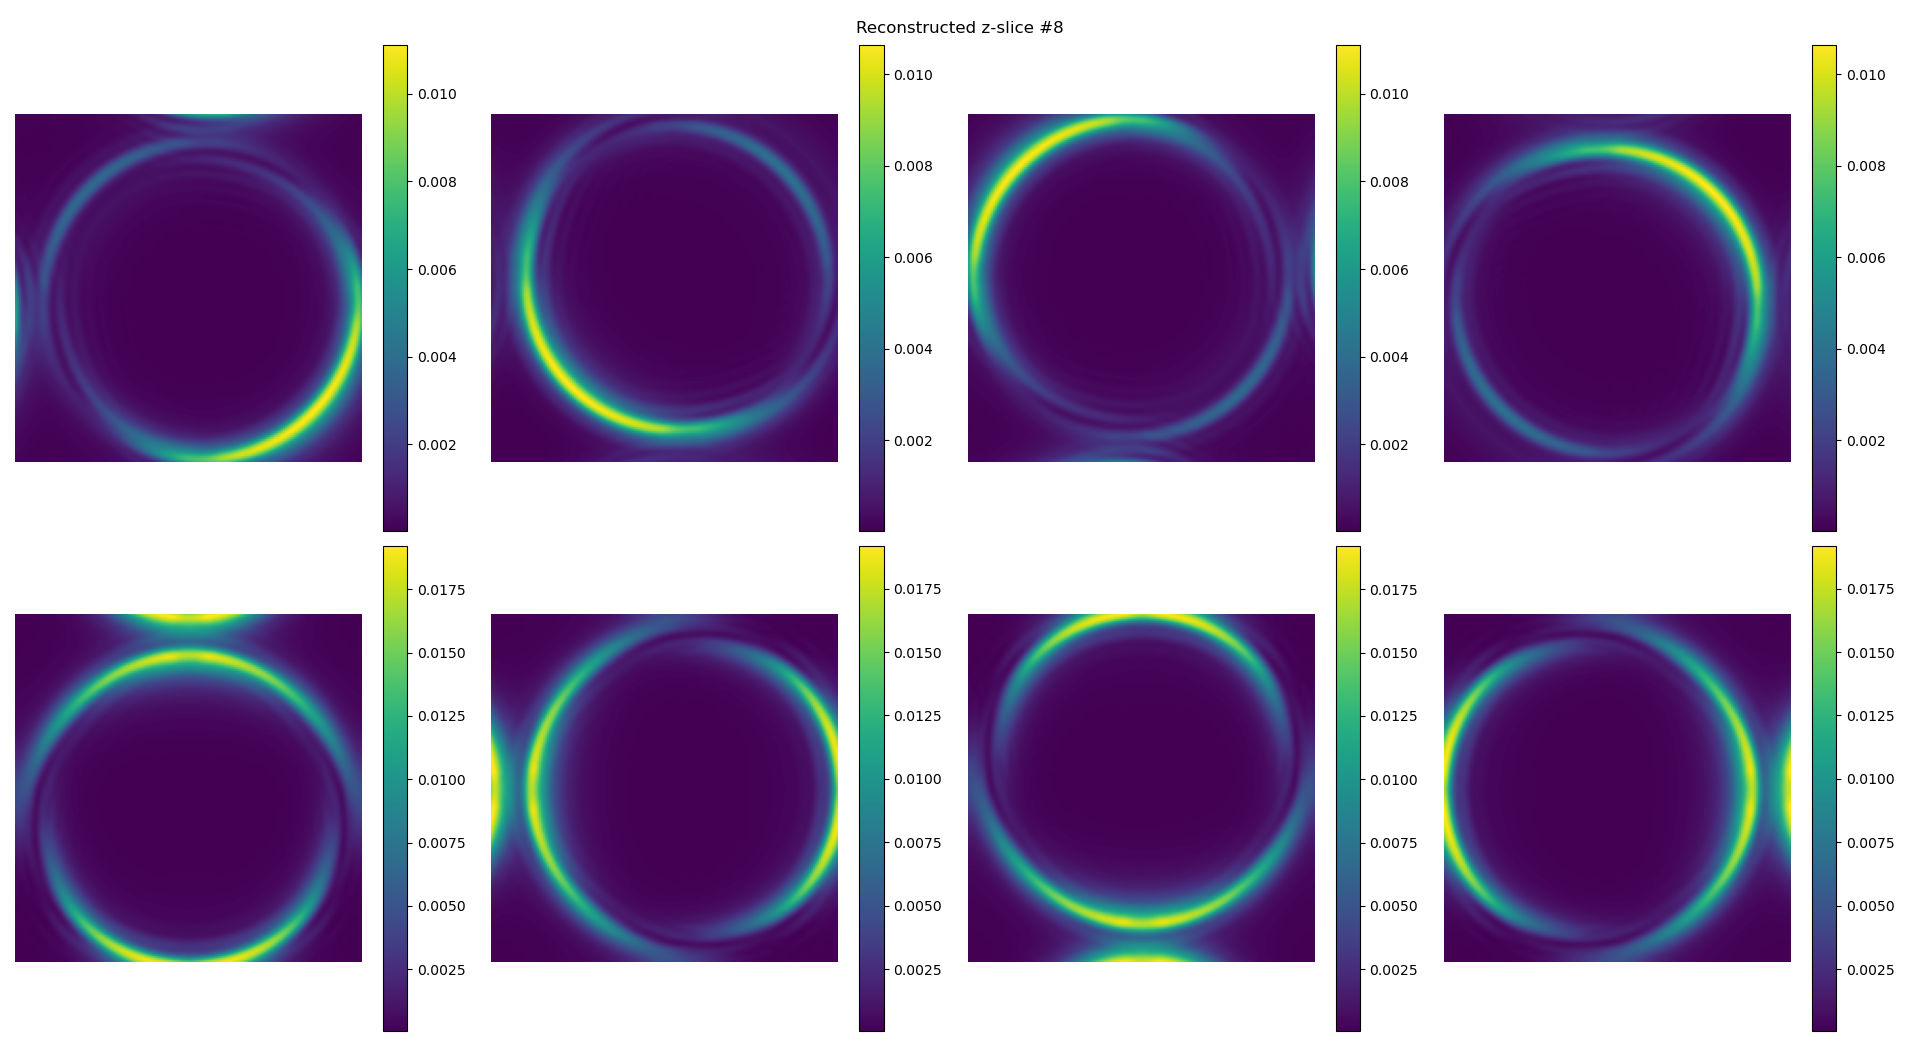 Reconstructed z-slice #8
0.010 0.010 0.010 0.010
0.008 0.008 0.008 0.008
0.006 0.006 0.006 0.006
0.004 0.004 0.004 0.004
0.002 0.002 0.002 0.002
0.0175 0.0175 0.0175 0.0175
0.0150 0.0150 0.0150 0.0150
0.0125 0.0125 0.0125 0.0125
0.0100 0.0100 0.0100 0.0100
0.0075 0.0075 0.0075 0.0075
0.0050 0.0050 0.0050 0.0050
0.0025 0.0025 0.0025 0.0025